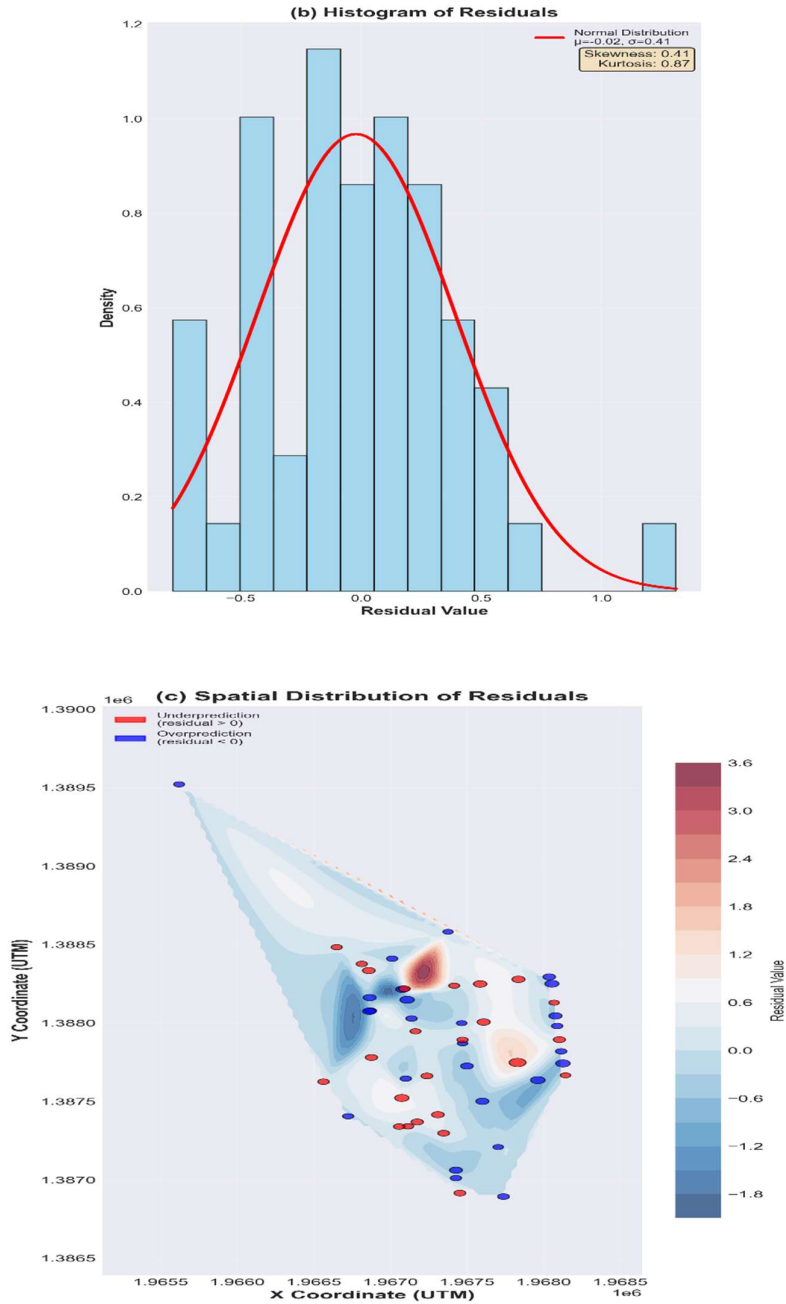 (b) Histogram of Residuals
1.2
1.0
0.8
0.6
0.4
0.2
0.0
Density
Normal Distribution
μ=-0.02, σ=0.41
Skewness: 0.41
Kurtosis: 0.87
−0.5
0.0
0.5
1.0
Residual Value
1e6
(c) Spatial Distribution of Residuals
Underprediction
(residual > 0)
Overprediction
(residual < 0)
1.3900
1.3895
1.3890
1.3885
1.3880
1.3875
1.3870
1.3865
Y Coordinate (UTM)
3.6
3.0
2.4
1.8
1.2
0.6
0.0
−0.6
−1.2
−1.8
Residual Value
1.9655
1.9660
1.9665
1.9670
1.9675
1.9680
1.9685
1e6
X Coordinate (UTM)